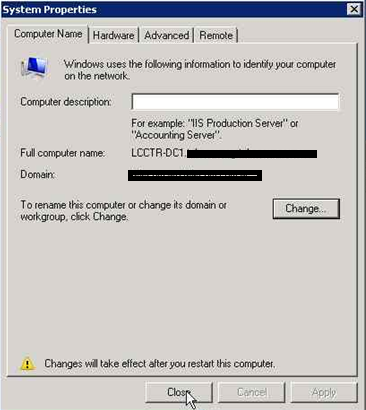 System Properties
Computer Name
Hardware
Advanced
Remote
Windows uses the following information to identify your computer
on the network.
Computer description:
For example: "IIS Production Server" or
"Accounting Server".
Full computer name:
LCCTR-DC1.
Domain:
To rename this computer or change its domain or
workgroup, click Change.
Change...
Changes will take effect after you restart this computer.
Close
Cancel
Apply